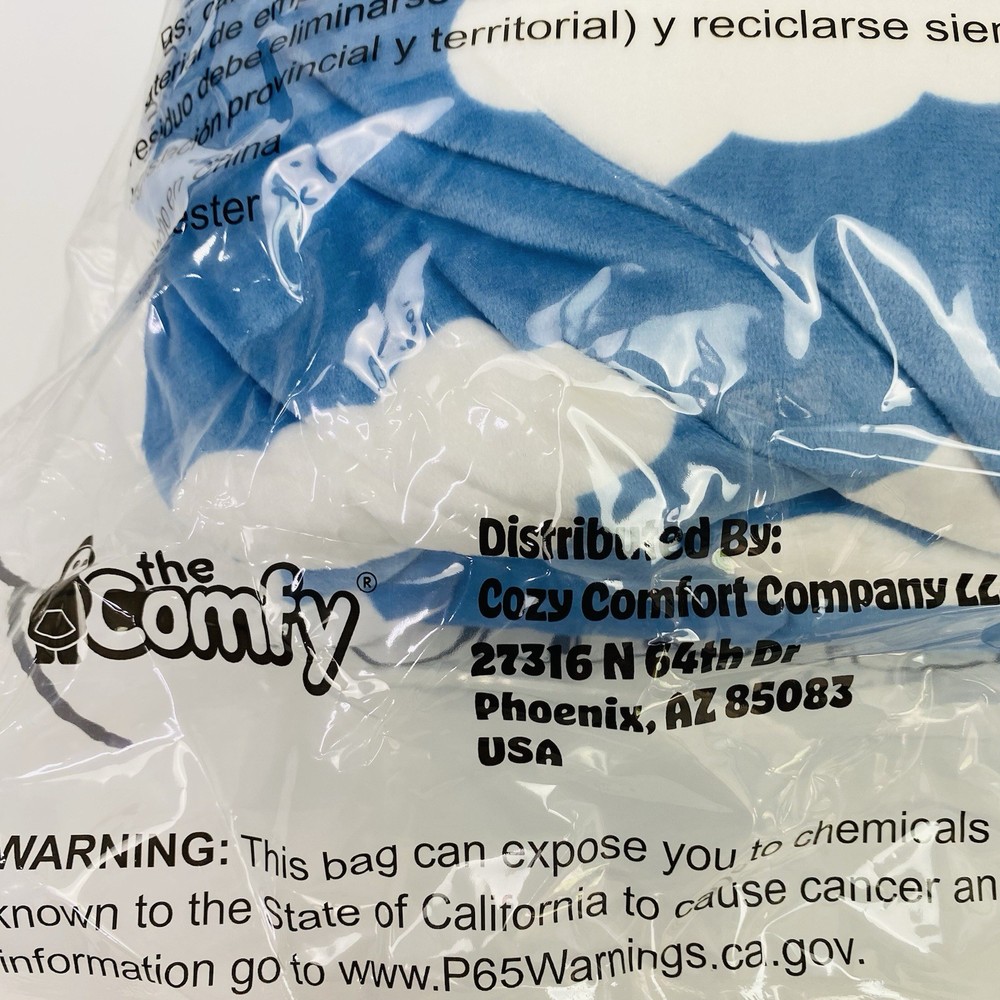 de
eliminarse
debe
provincial y territorial) y reciclarse
china
ester
the
Comfy®
Distributed By:
Cozy Comfort Company LL
27316 N 64th Dr
Phoenix, AZ 85083
USA
WARNING: This bag can expose you to chemicals
known to the State of California to cause cancer an
information go to www.P65Warnings.ca.gov.